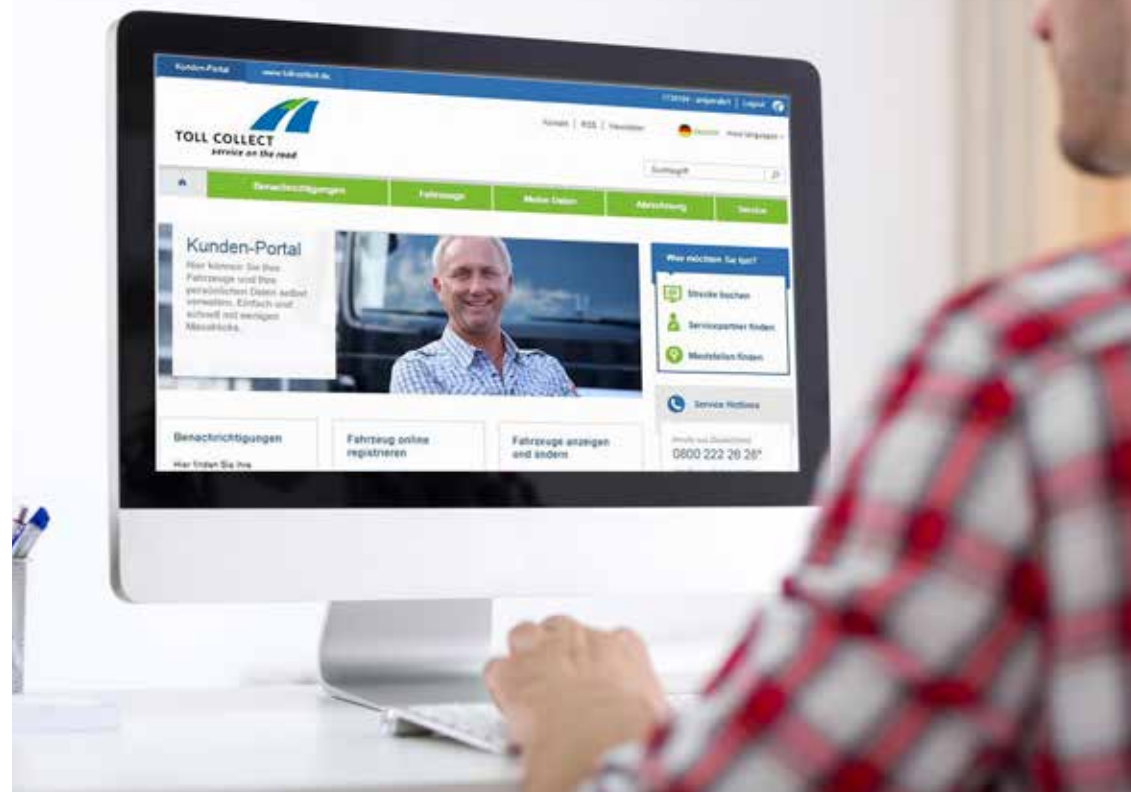 Kunden-Portal
www.tollcollect.de
Logout
TOLL COLLECT
service on the road
Kontakt | RSS | Newsletter
Deutsch
Suchbegriff
Benachrichtigungen
Fahrzeuge
Meine Daten
Abrechnung
Service
Kunden-Portal
Hier können Sie Ihre
Fahrzeuge und Ihre
persönlichen Daten selbst
verwalten. Einfach und
schnell mit wenigen
Mausklicks.
Was möchten Sie tun?
Strecke buchen
Servicepartner finden
Mautstellen finden
Service Hotlines
Anrufe aus Deutschland
0800 222 26 28*
Benachrichtigungen
Hier finden Sie Ihre
Fahrzeug online
registrieren
Fahrzeuge anzeigen
und ändern